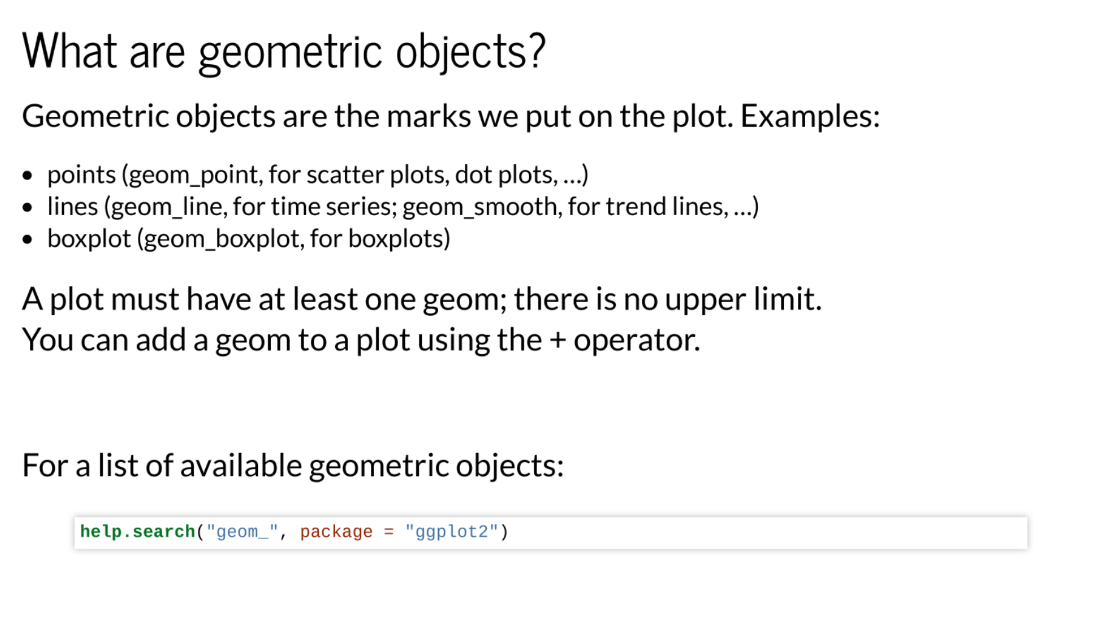 What are geometric objects?
Geometric objects are the marks we put on the plot. Examples:
• points (geom_point, for scatter plots, dot plots, …)
• lines (geom_line, for time series; geom_smooth, for trend lines, …)
• boxplot (geom_boxplot, for boxplots)
A plot must have at least one geom; there is no upper limit.
You can add a geom to a plot using the + operator.
For a list of available geometric objects:
help.search("geom_", package = "ggplot2")